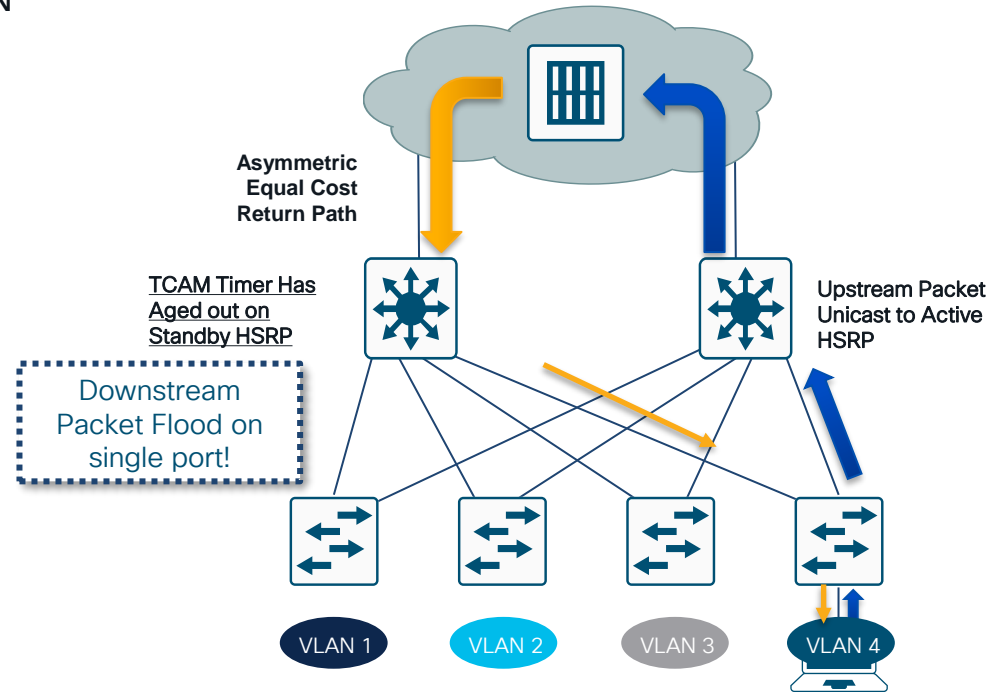 N
Asymmetric
Equal Cost
Return Path
TCAM Timer Has
Aged out on
Standby HSRP
Upstream Packet
Unicast to Active
HSRP
Downstream
Packet Flood on
single port!
VLAN 1
VLAN 2
VLAN 3
VLAN 4